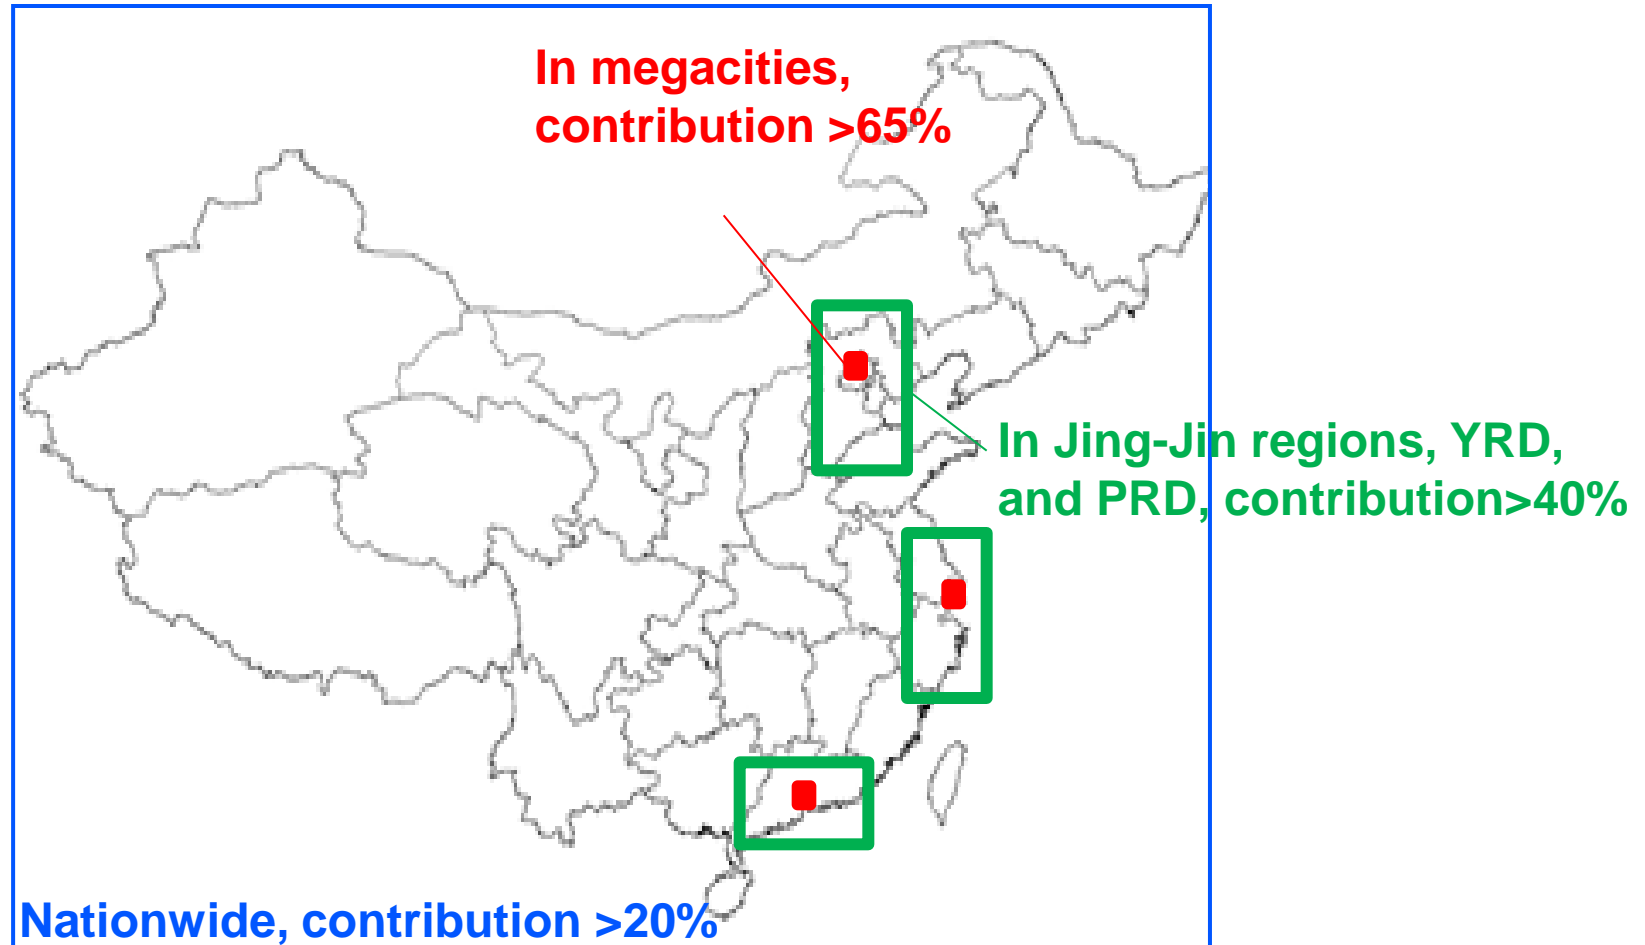 In megacities,
contribution >65%
In Jing-Jin regions, YRD,
and PRD, contribution>40%
Nationwide, contribution >20%